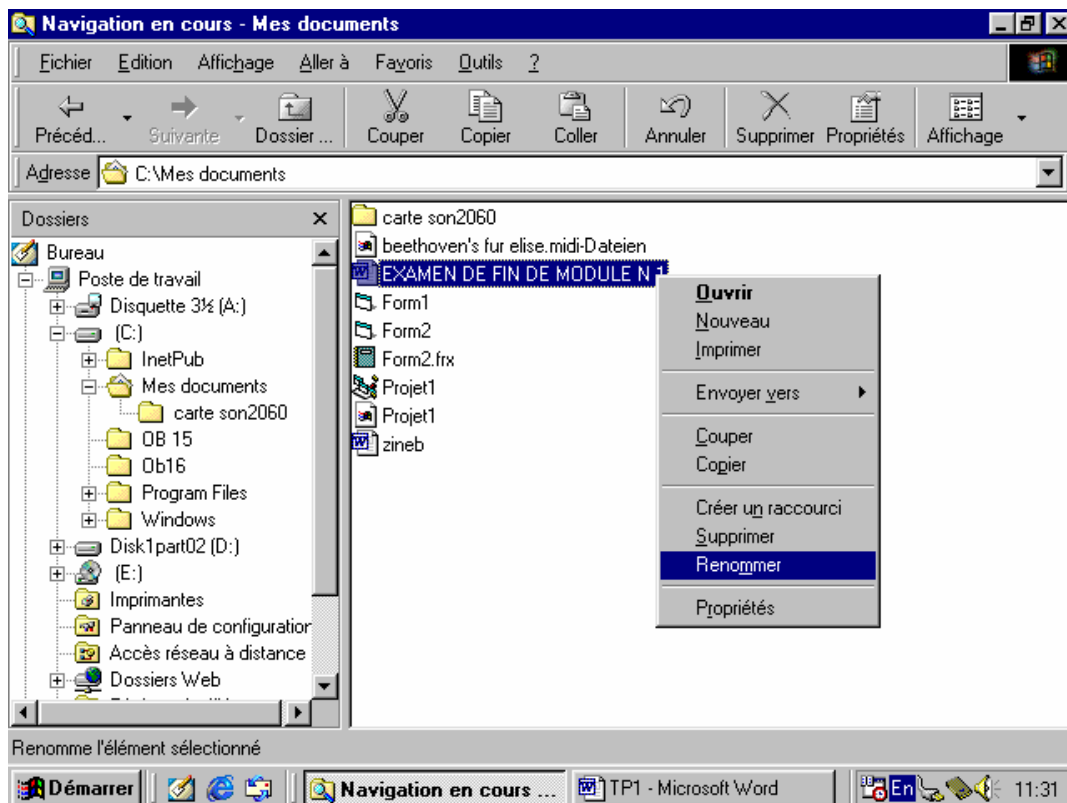 Navigation en cours - Mes documents
Fichier Edition Affichage Aller à Favoris Outils ?
Précéd... Suivante Dossier ... Couper Copier Coller Annuler Supprimer Propriétés Affichage
Adresse C:\Mes documents
Dossiers
Bureau
Poste de travail
Disquette 3½ (A:)
(C:)
InetPub
Mes documents
carte son2060
OB 15
Ob16
Program Files
Windows
Disk1part02 (D:)
(E:)
Imprimantes
Panneau de configuration
Accès réseau à distance
Dossiers Web
carte son2060
beethoven's fur elise.midi-Dateien
EXAMEN DE FIN DE MODULE N 1
Form1
Form2
Form2.frx
Projet1
Projet1
zineb
Ouvrir
Nouveau
Imprimer
Envoyer vers
Couper
Copier
Créer un raccourci
Supprimer
Renommer
Propriétés
Renomme l'élément sélectionné
Démarrer Navigation en cours ... TP1 - Microsoft Word En 11:31